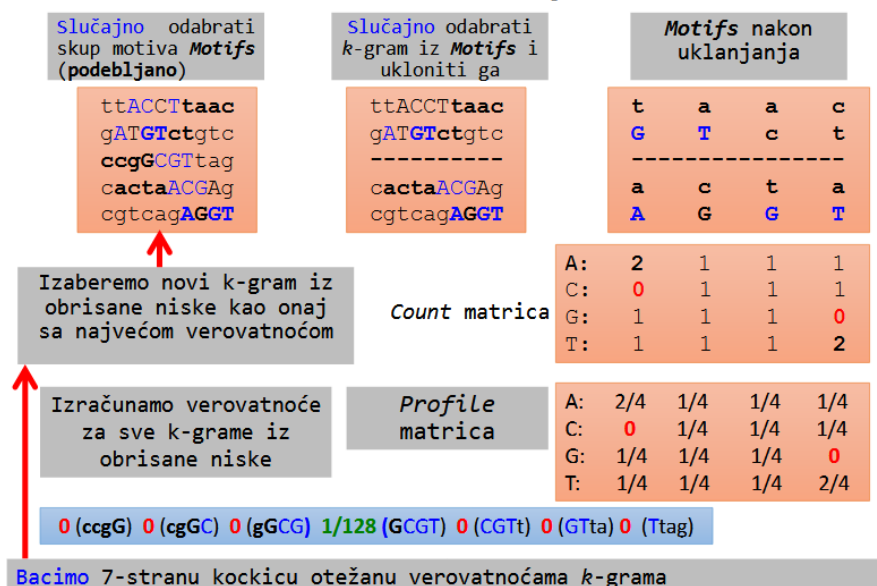 Slučajno odabrati
skup motiva Motifs
(podebljano)
Slučajno odabrati
k-gram iz Motifs i
ukloniti ga
Motifs nakon
uklanjanja
ttACCTtaac
gATGTctgtc
ccgGCGTtag
cactaACGAg
cgtcagAGGT
ttACCTtaac
gATGTctgtc
----------
cactaACGAg
cgtcagAGGT
t a a c
G T c t
----------------
a c t a
A G G T
Izaberemo novi k-gram iz
obrisane niske kao onaj
sa najvećom verovatnoćom
Count matrica
A: 2 1 1 1
C: 0 1 1 1
G: 1 1 1 0
T: 1 1 1 2
Izračunamo verovatnoće
za sve k-grame iz
obrisane niske
Profile
matrica
A: 2/4 1/4 1/4 1/4
C: 0 1/4 1/4 1/4
G: 1/4 1/4 1/4 0
T: 1/4 1/4 1/4 2/4
0 (ccgG) 0 (cgGC) 0 (gGCG) 1/128 (GCGT) 0 (CGTt) 0 (GTta) 0 (Ttag)
Bacimo 7-stranu kockicu otežanu verovatnoćama k-grama